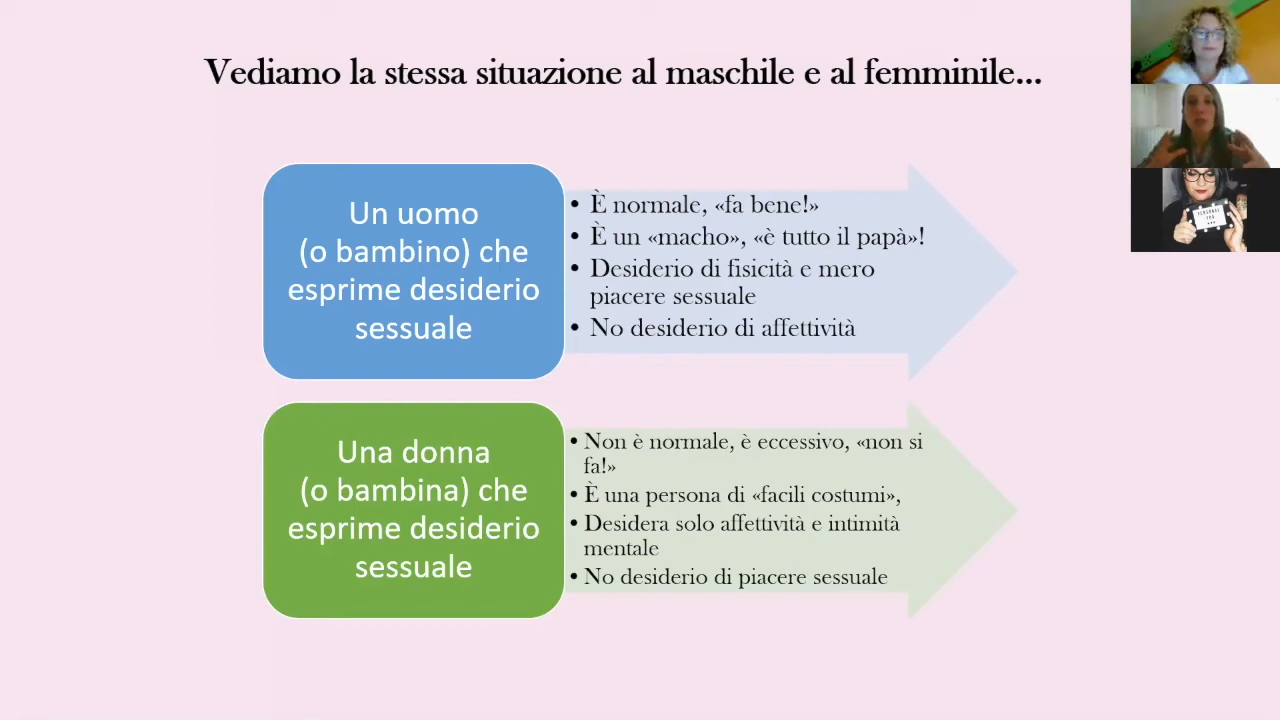 Vediamo la stessa situazione al maschile e al femminile...
Un uomo
(o bambino) che
esprime desiderio
sessuale
• È normale, «fa bene!»
• È un «macho», «è tutto il papà»!
• Desiderio di fisicità e mero
piacere sessuale
• No desiderio di affettività
Una donna
(o bambina) che
esprime desiderio
sessuale
• Non è normale, è eccessivo, «non si
fa!»
• È una persona di «facili costumi»,
• Desidera solo affettività e intimità
mentale
• No desiderio di piacere sessuale